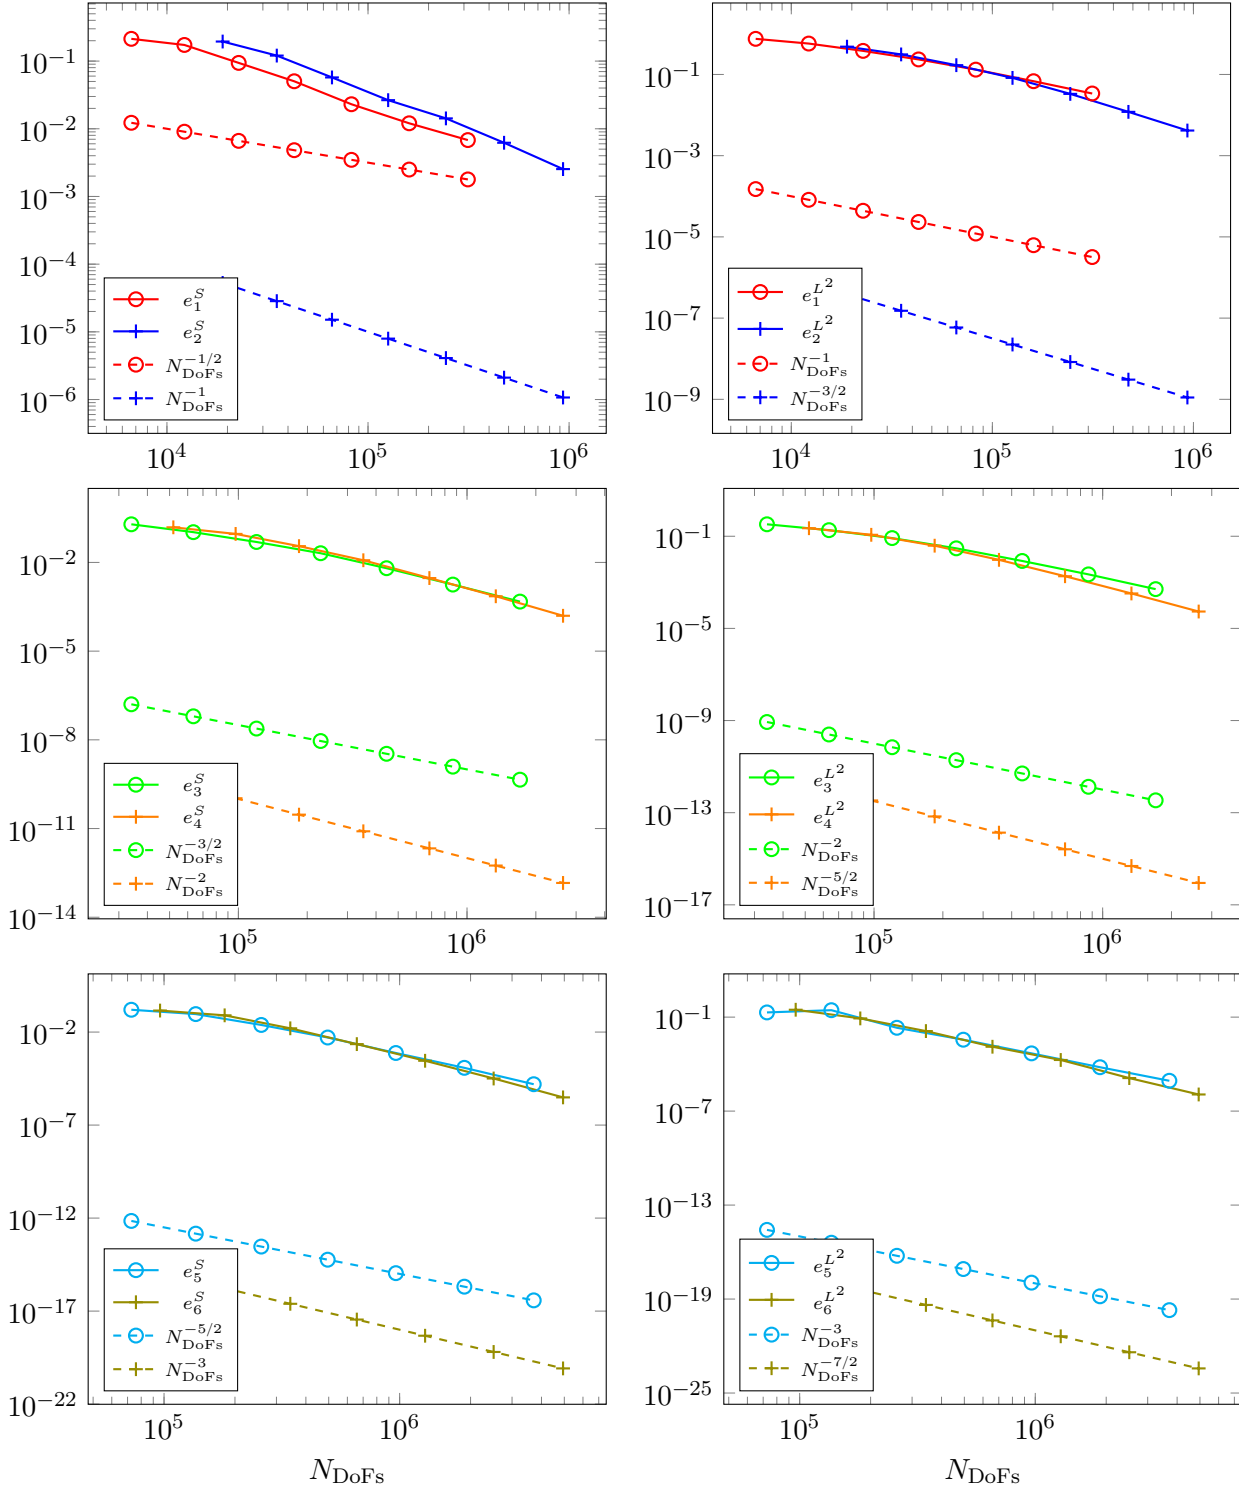 10^{-1}
10^{-2}
10^{-3}
10^{-4}
10^{-5}
10^{-6}
10^4 10^5 10^6
e_1^S
e_2^S
N_{DoFs}^{-1/2}
N_{DoFs}^{-1}
10^{-1}
10^{-3}
10^{-5}
10^{-7}
10^{-9}
10^4 10^5 10^6
e_1^{L^2}
e_2^{L^2}
N_{DoFs}^{-1}
N_{DoFs}^{-3/2}
10^{-2}
10^{-5}
10^{-8}
10^{-11}
10^{-14}
10^5 10^6
e_3^S
e_4^S
N_{DoFs}^{-3/2}
N_{DoFs}^{-2}
10^{-1}
10^{-5}
10^{-9}
10^{-13}
10^{-17}
10^5 10^6
e_3^{L^2}
e_4^{L^2}
N_{DoFs}^{-2}
N_{DoFs}^{-5/2}
10^{-2}
10^{-7}
10^{-12}
10^{-17}
10^{-22}
10^5 10^6
e_5^S
e_6^S
N_{DoFs}^{-5/2}
N_{DoFs}^{-3}
N_{DoFs}
10^{-1}
10^{-7}
10^{-13}
10^{-19}
10^{-25}
10^5 10^6
e_5^{L^2}
e_6^{L^2}
N_{DoFs}^{-3}
N_{DoFs}^{-7/2}
N_{DoFs}